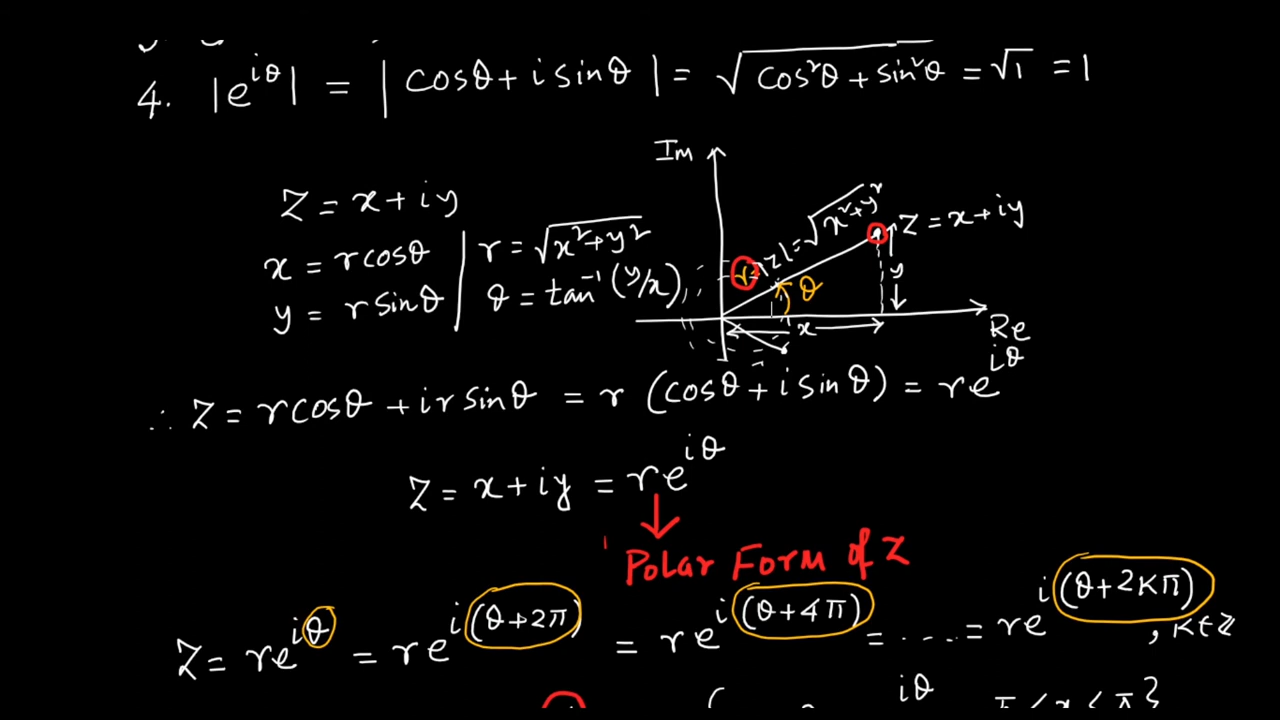 4. |e^{iθ}| = | cosθ + i sinθ | = √(cos²θ + sin²θ) = √1 = 1
Im
Z = x + iy
r = |z| = √(x²+y²)
Z = x + iy
x = r cosθ | r = √(x²+y²)
y = r sinθ | θ = tan⁻¹(y/x)
θ
y
x
Re
∴ Z = r cosθ + i r sinθ = r (cosθ + i sinθ) = re^{iθ}
Z = x + iy = re^{iθ}
Polar Form of Z
Z = re^{iθ} = re^{i(θ+2π)} = re^{i(θ+4π)} = .... = re^{i(θ+2kπ)}, k∈Z
iθ